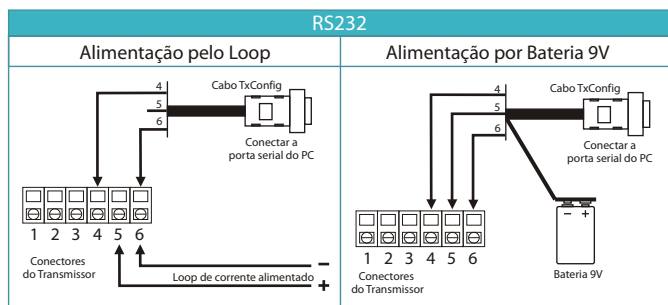 RS232
Alimentação pelo Loop
4
5
6
Cabo TxConfig
Conectar a
porta serial do PC
1 2 3 4 5 6
Conectores
do Transmissor
Loop de corrente alimentado
−
+
Alimentação por Bateria 9V
4
5
6
Cabo TxConfig
Conectar a
porta serial do PC
1 2 3 4 5 6
Conectores
do Transmissor
− +
Bateria 9V